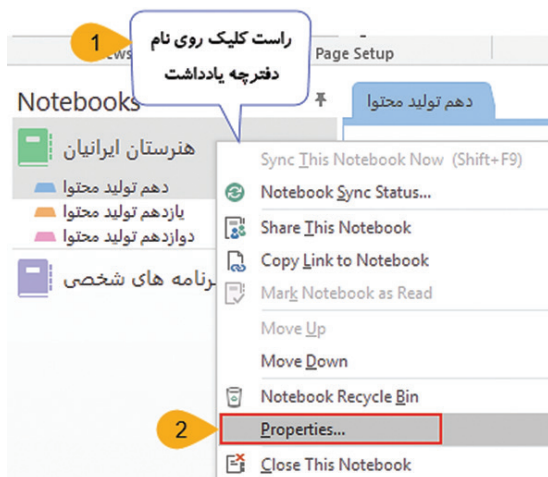 1
راست کلیک روی نام
دفترچه یادداشت
ws
Page Setup
Notebooks
دهم تولید محتوا
هنرستان ایرانیان
دهم تولید محتوا
یازدهم تولید محتوا
دوازدهم تولید محتوا
رنامه های شخصی
Sync This Notebook Now (Shift+F9)
Notebook Sync Status...
Share This Notebook
Copy Link to Notebook
Mark Notebook as Read
Move Up
Move Down
Notebook Recycle Bin
2
Properties...
Close This Notebook